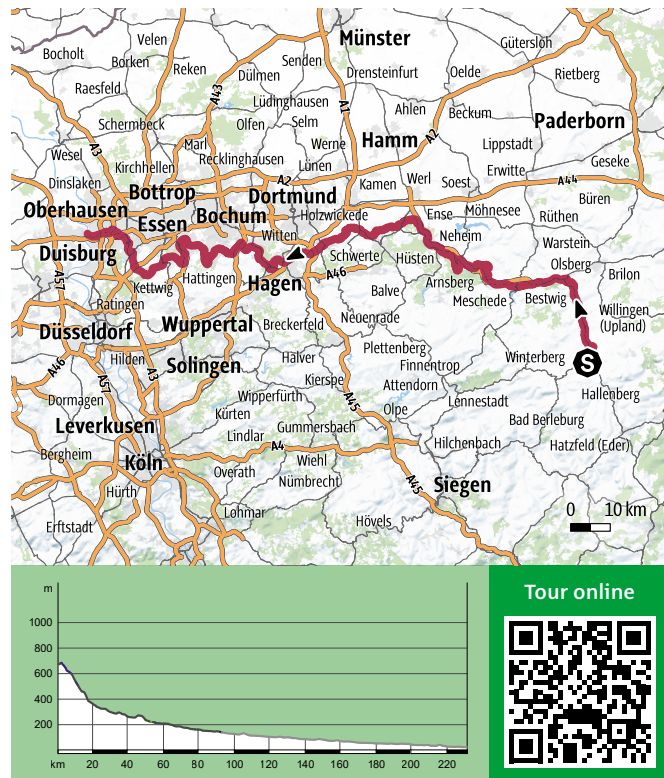 Münster
Velen
Bocholt
Borken
Reken
Senden
Gütersloh
Dülmen
Drensteinfurt
Oelde
Rietberg
Raesfeld
A43
Lüdinghausen
A1
Ahlen
Beckum
Schermbeck
Olfen
Selm
Paderborn
A3
Marl
Werne
Hamm
A2
Lippstadt
Wesel
Recklinghausen
Lünen
Geseke
Kirchhellen
Erwitte
Dinslaken
A2
Kamen
Werl
Soest
A44
Bottrop
Dortmund
Büren
Oberhausen
Bochum
Holzwickede
Ense
Möhnesee
Rüthen
Essen
Witten
Neheim
Warstein
Duisburg
Schwerte
Hüsten
Olsberg
Hattingen
A46
Brilon
A57
Kettwig
Hagen
Balve
Arnsberg
Meschede
Bestwig
Ratingen
Neuenrade
Willingen
(Upland)
Düsseldorf
Wuppertal
Breckerfeld
Plettenberg
Winterberg
S
Hilden
Solingen
Halver
Finnentrop
A46
A57
A3
Kierspe
Attendorn
Hallenberg
Dormagen
Wipperfürth
A45
Olpe
Lennestadt
Kürten
Bad Berleburg
Leverkusen
Gummersbach
Lindlar
A4
Hilchenbach
Hatzfeld (Eder)
Bergheim
Köln
Wiehl
Overath
Nümbrecht
A45
Siegen
Hürth
Lohmar
Hövels
0 10 km
Erftstadt
m
1000
800
600
400
200
km 20 40 60 80 100 120 140 160 180 200 220
Tour online